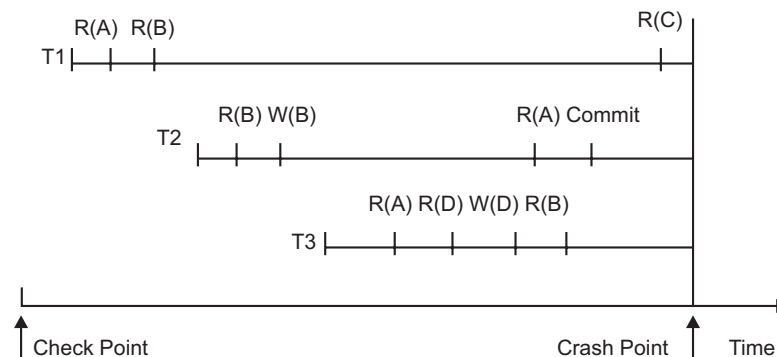 R(A) R(B) R(C)
T1
R(B) W(B) R(A) Commit
T2
R(A) R(D) W(D) R(B)
T3
Check Point Crash Point Time